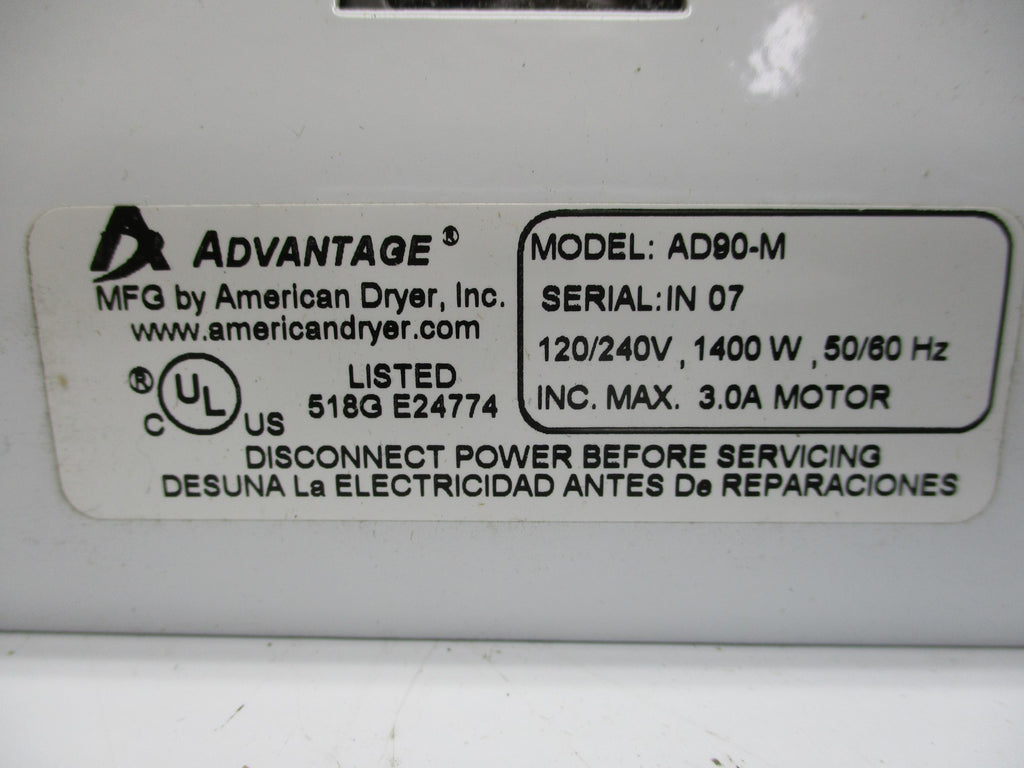 ADVANTAGE ®
MFG by American Dryer, Inc.
www.americandryer.com
® C UL US
LISTED
518G E24774
MODEL: AD90-M
SERIAL: IN 07
120/240V , 1400 W , 50/60 Hz
INC. MAX. 3.0A MOTOR
DISCONNECT POWER BEFORE SERVICING
DESUNA La ELECTRICIDAD ANTES De REPARACIONES